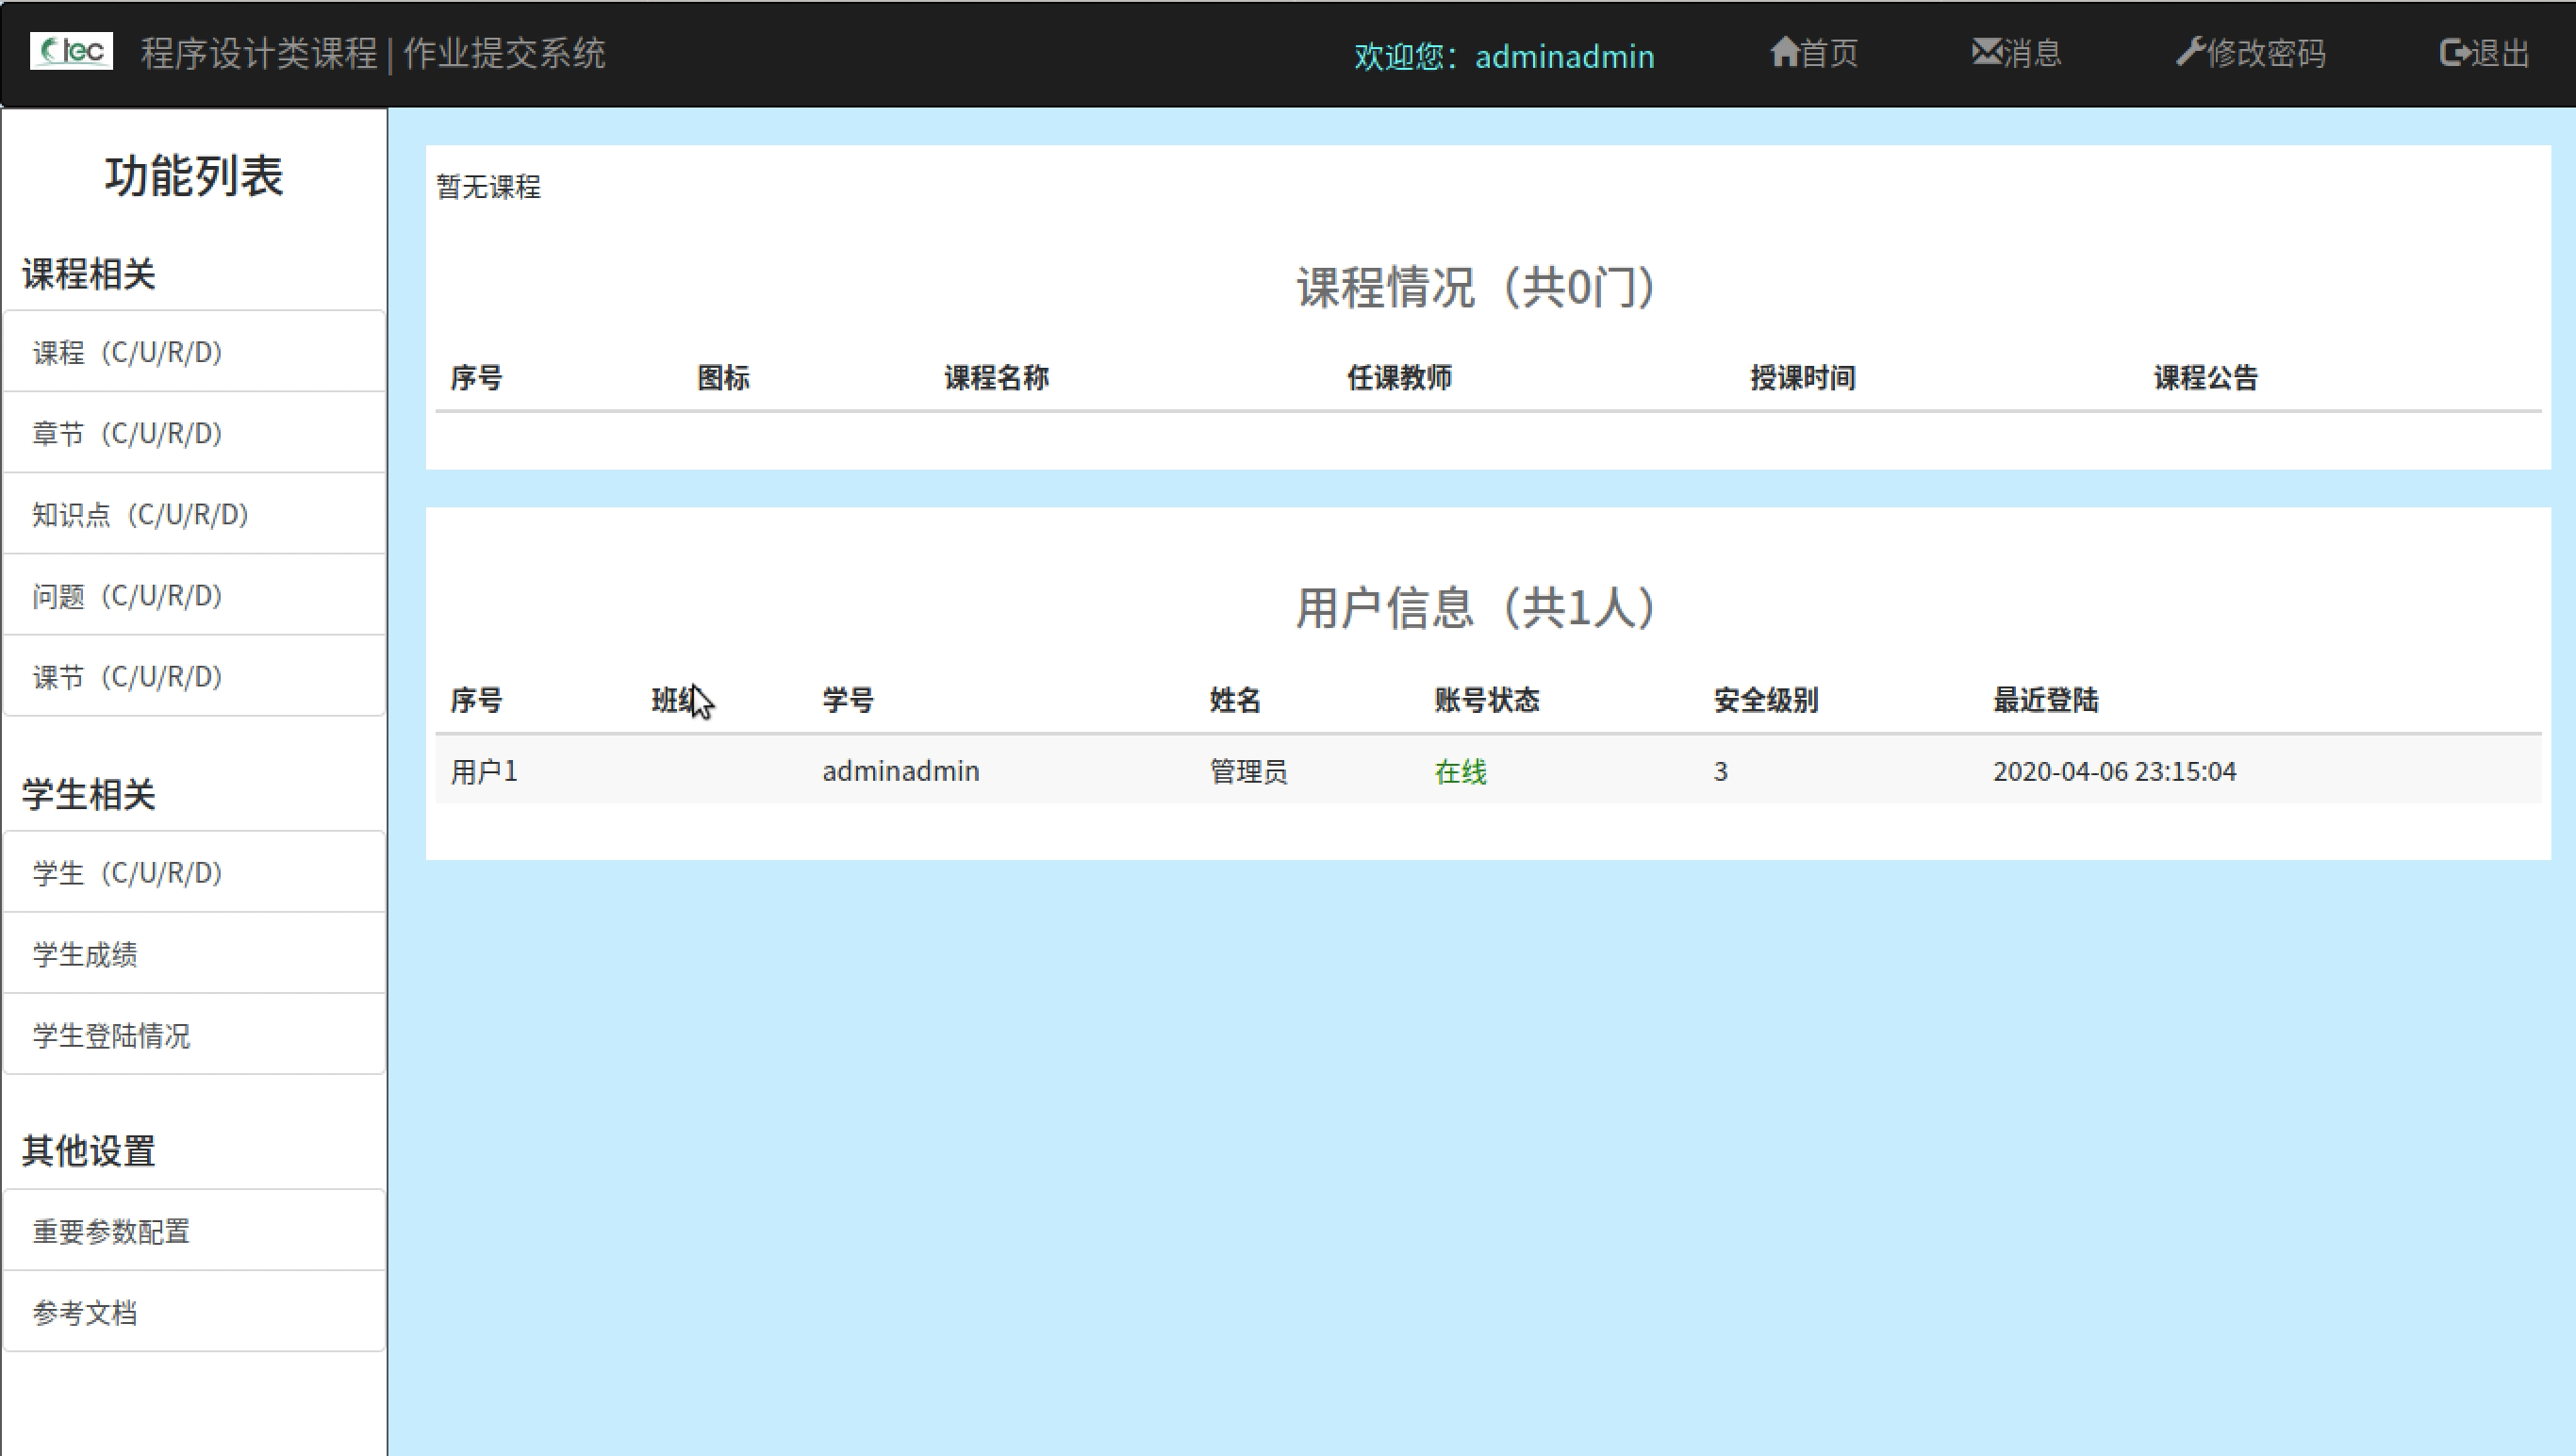 tec 程序设计类课程 | 作业提交系统 欢迎您：adminadmin 首页 消息 修改密码 退出
功能列表
课程相关
课程（C/U/R/D）
章节（C/U/R/D）
知识点（C/U/R/D）
问题（C/U/R/D）
课节（C/U/R/D）
学生相关
学生（C/U/R/D）
学生成绩
学生登陆情况
其他设置
重要参数配置
参考文档
暂无课程
课程情况（共0门）
序号 图标 课程名称 任课教师 授课时间 课程公告
用户信息（共1人）
序号 班级 学号 姓名 账号状态 安全级别 最近登陆
用户1 adminadmin 管理员 在线 3 2020-04-06 23:15:04